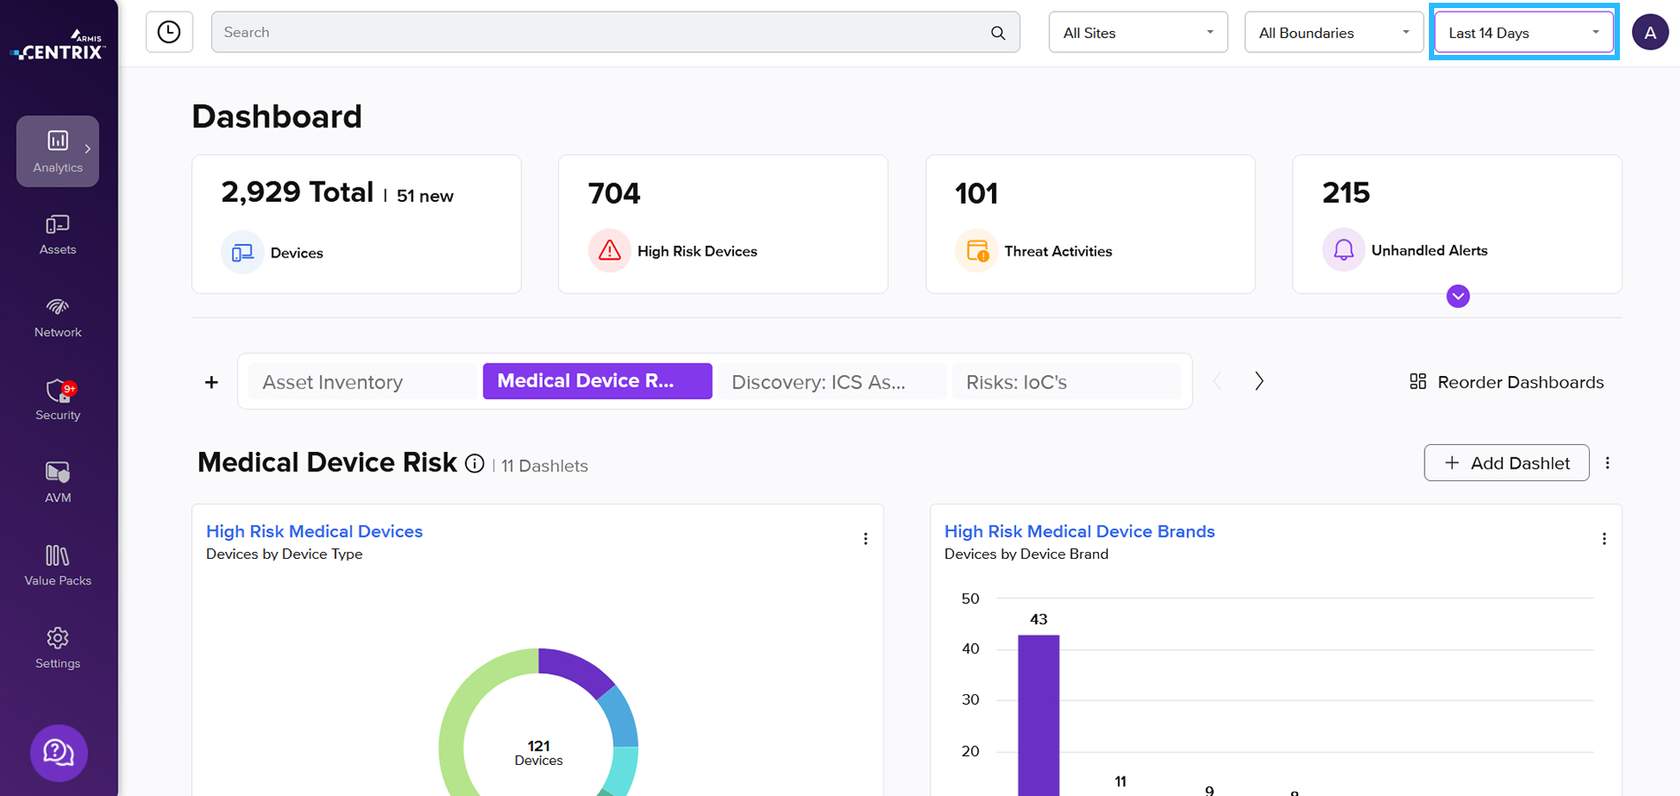 ARMIS
CENTRIX
Search
All Sites
All Boundaries
Last 14 Days
A
Analytics
Assets
Network
9+
Security
AVM
Value Packs
Settings
Dashboard
2,929 Total | 51 new
Devices
704
High Risk Devices
101
Threat Activities
215
Unhandled Alerts
+ Asset Inventory
Medical Device R...
Discovery: ICS As...
Risks: IoC's
Reorder Dashboards
Medical Device Risk | 11 Dashlets
+ Add Dashlet
High Risk Medical Devices
Devices by Device Type
121
Devices
High Risk Medical Device Brands
Devices by Device Brand
50
43
40
30
20
11
9